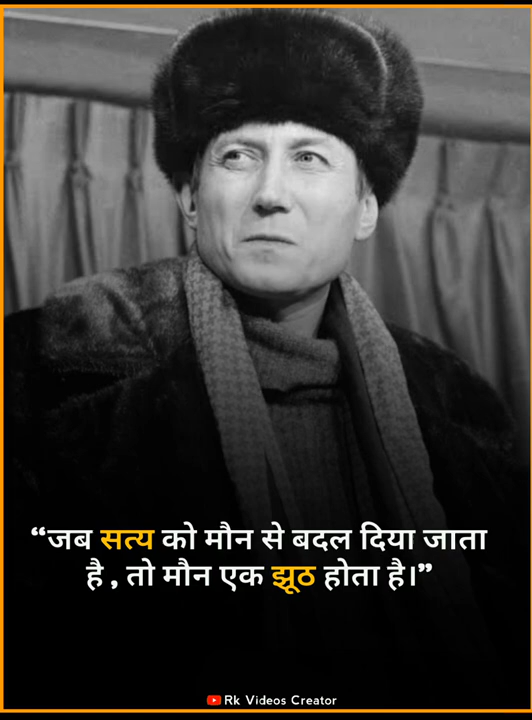 “जब सत्य को मौन से बदल दिया जाता
है , तो मौन एक झूठ होता है।”
Rk Videos Creator